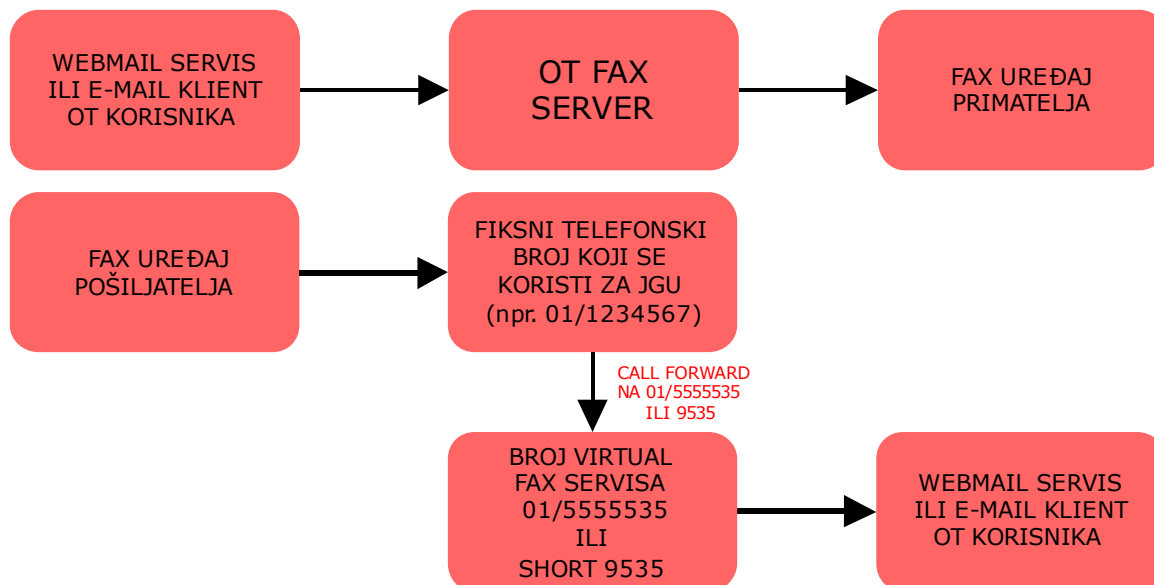 WEBMAIL SERVIS
ILI E-MAIL KLIENT
OT KORISNIKA
OT FAX
SERVER
FAX UREĐAJ
PRIMATELJA
FAX UREĐAJ
POŠILJATELJA
FIKSNI TELEFONSKI
BROJ KOJI SE
KORISTI ZA JGU
(npr. 01/1234567)
CALL FORWARD
NA 01/5555535
ILI 9535
BROJ VIRTUAL
FAX SERVISA
01/5555535
ILI
SHORT 9535
WEBMAIL SERVIS
ILI E-MAIL KLIENT
OT KORISNIKA